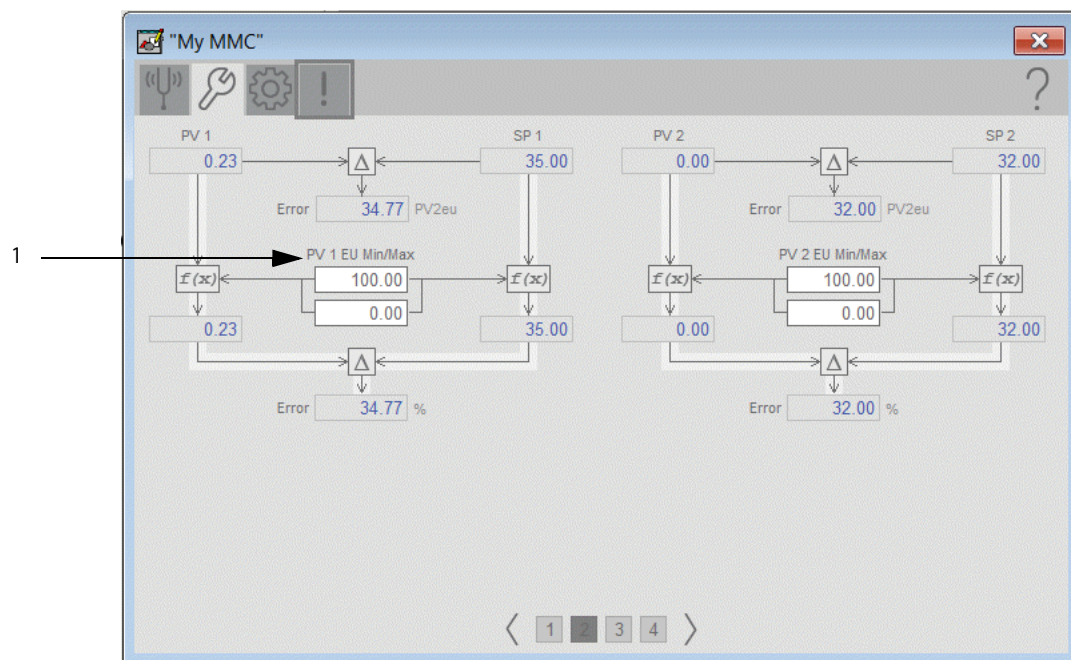 "My MMC"
PV 1 SP 1 PV 2 SP 2
0.23 Δ 35.00 0.00 Δ 32.00
Error 34.77 PV2eu Error 32.00 PV2eu
1 PV 1 EU Min/Max PV 2 EU Min/Max
f(x) 100.00 f(x) f(x) 100.00 f(x)
0.00 0.00
0.23 35.00 0.00 32.00
Δ Δ
Error 34.77 % Error 32.00 %
1 2 3 4